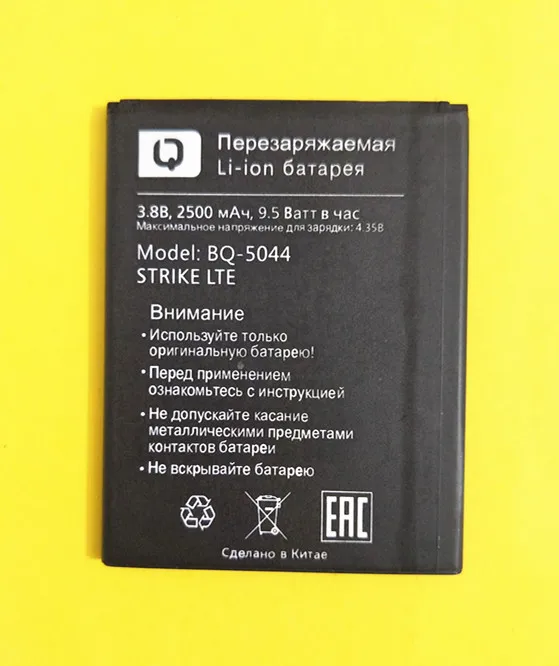 Q Перезаряжаемая
Li-ion батарея
3.8В, 2500 мАч, 9.5 Ватт в час
Максимальное напряжение для зарядки: 4.35В
Model: BQ-5044
STRIKE LTE
Внимание
• Используйте только
оригинальную батарею!
• Перед применением
ознакомьтесь с инструкцией
• Не допускайте касание
металлическими предметами
контактов батареи
• Не вскрывайте батарею
EAC
Сделано в Китае